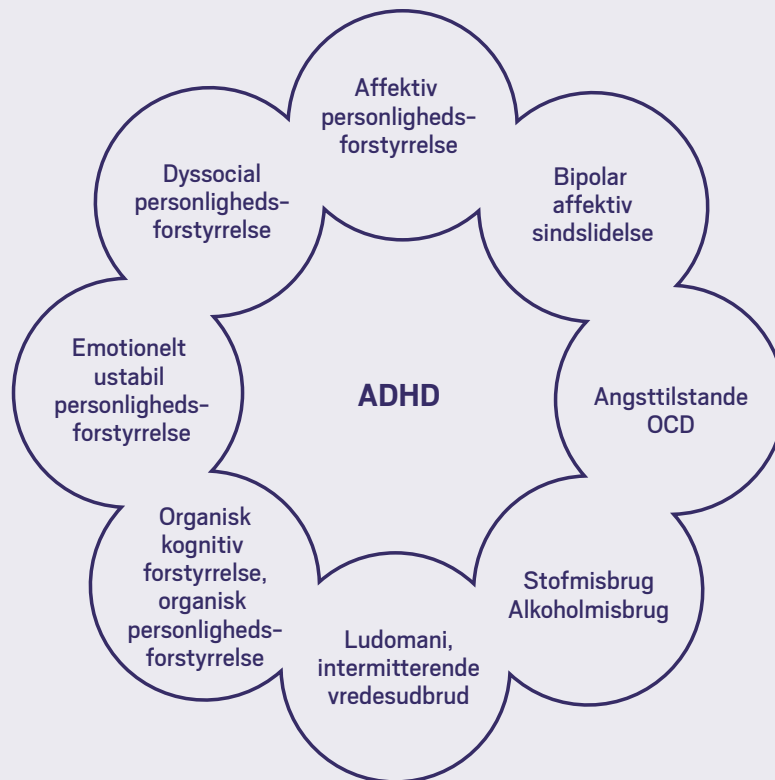 Affektiv
personligheds-
forstyrrelse
Bipolar
affektiv
sindslidelse
Angsttilstande
OCD
Stofmisbrug
Alkoholmisbrug
Ludomani,
intermitterende
vredesudbrud
Organisk
kognitiv
forstyrrelse,
organisk
personligheds-
forstyrrelse
Emotionelt
ustabil
personligheds-
forstyrrelse
Dyssocial
personligheds-
forstyrrelse
ADHD